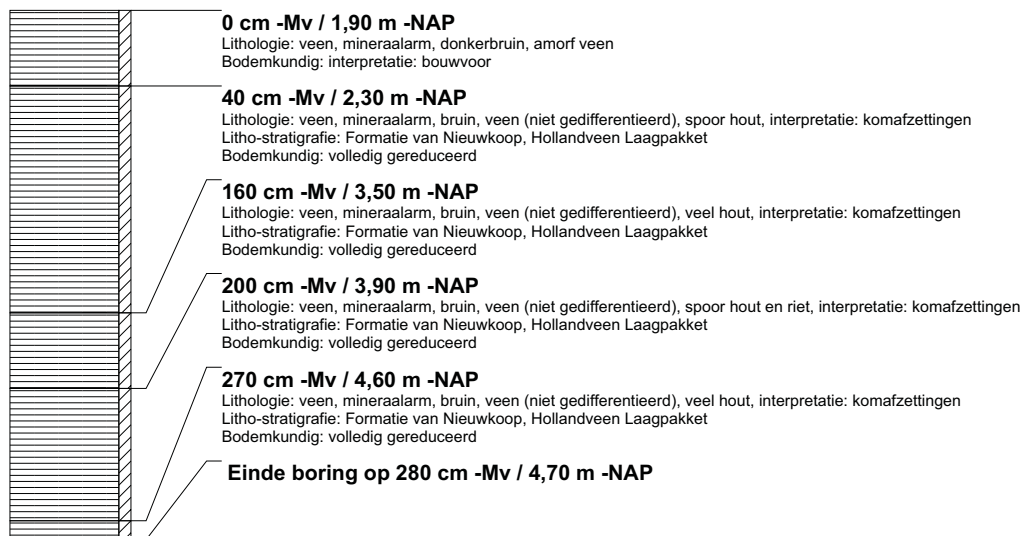 0 cm -Mv / 1,90 m -NAP
Lithologie: veen, mineraalarm, donkerbruin, amorf veen
Bodemkundig: interpretatie: bouwvoor
40 cm -Mv / 2,30 m -NAP
Lithologie: veen, mineraalarm, bruin, veen (niet gedifferentieerd), spoor hout, interpretatie: komafzettingen
Litho-stratigrafie: Formatie van Nieuwkoop, Hollandveen Laagpakket
Bodemkundig: volledig gereduceerd
160 cm -Mv / 3,50 m -NAP
Lithologie: veen, mineraalarm, bruin, veen (niet gedifferentieerd), veel hout, interpretatie: komafzettingen
Litho-stratigrafie: Formatie van Nieuwkoop, Hollandveen Laagpakket
Bodemkundig: volledig gereduceerd
200 cm -Mv / 3,90 m -NAP
Lithologie: veen, mineraalarm, bruin, veen (niet gedifferentieerd), spoor hout en riet, interpretatie: komafzettingen
Litho-stratigrafie: Formatie van Nieuwkoop, Hollandveen Laagpakket
Bodemkundig: volledig gereduceerd
270 cm -Mv / 4,60 m -NAP
Lithologie: veen, mineraalarm, bruin, veen (niet gedifferentieerd), veel hout, interpretatie: komafzettingen
Litho-stratigrafie: Formatie van Nieuwkoop, Hollandveen Laagpakket
Bodemkundig: volledig gereduceerd
Einde boring op 280 cm -Mv / 4,70 m -NAP